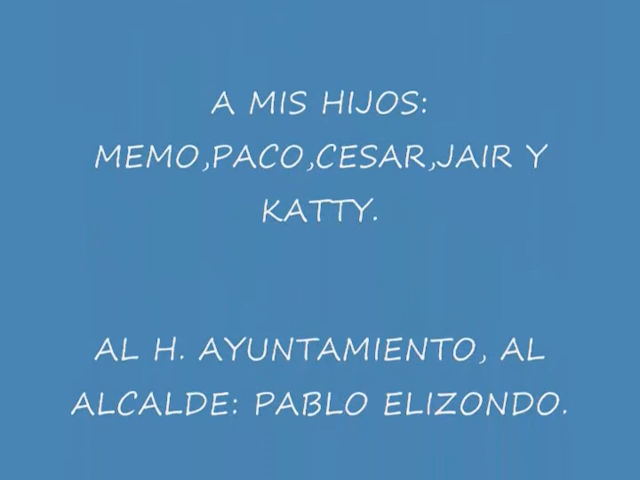 A MIS HIJOS:
MEMO,PACO,CESAR,JAIR Y
KATTY.
AL H. AYUNTAMIENTO, AL
ALCALDE: PABLO ELIZONDO.